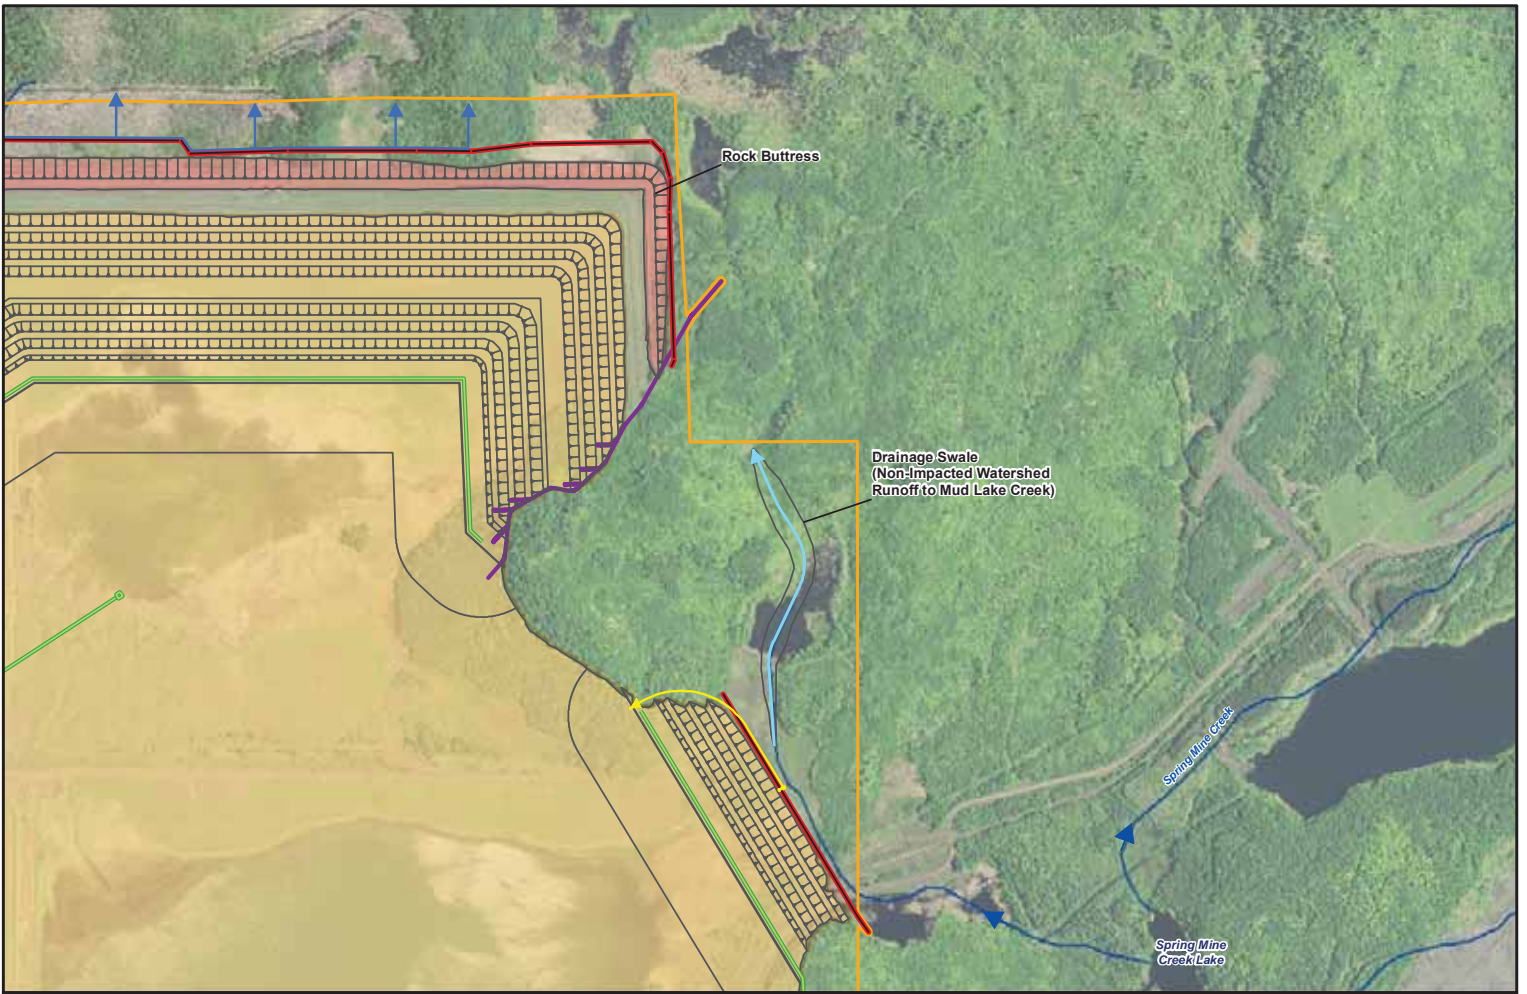 Rock Buttress
Drainage Swale
(Non-Impacted Watershed
Runoff to Mud Lake Creek)
Spring Mine Creek
Spring Mine
Creek Lake